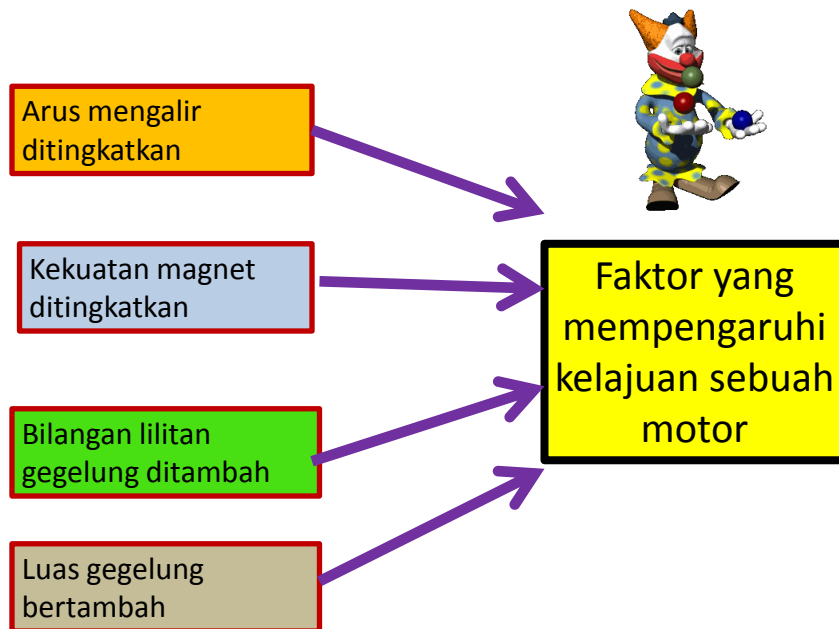 Arus mengalir
ditingkatkan
Kekuatan magnet
ditingkatkan
Bilangan lilitan
gegelung ditambah
Luas gegelung
bertambah
Faktor yang
mempengaruhi
kelajuan sebuah
motor